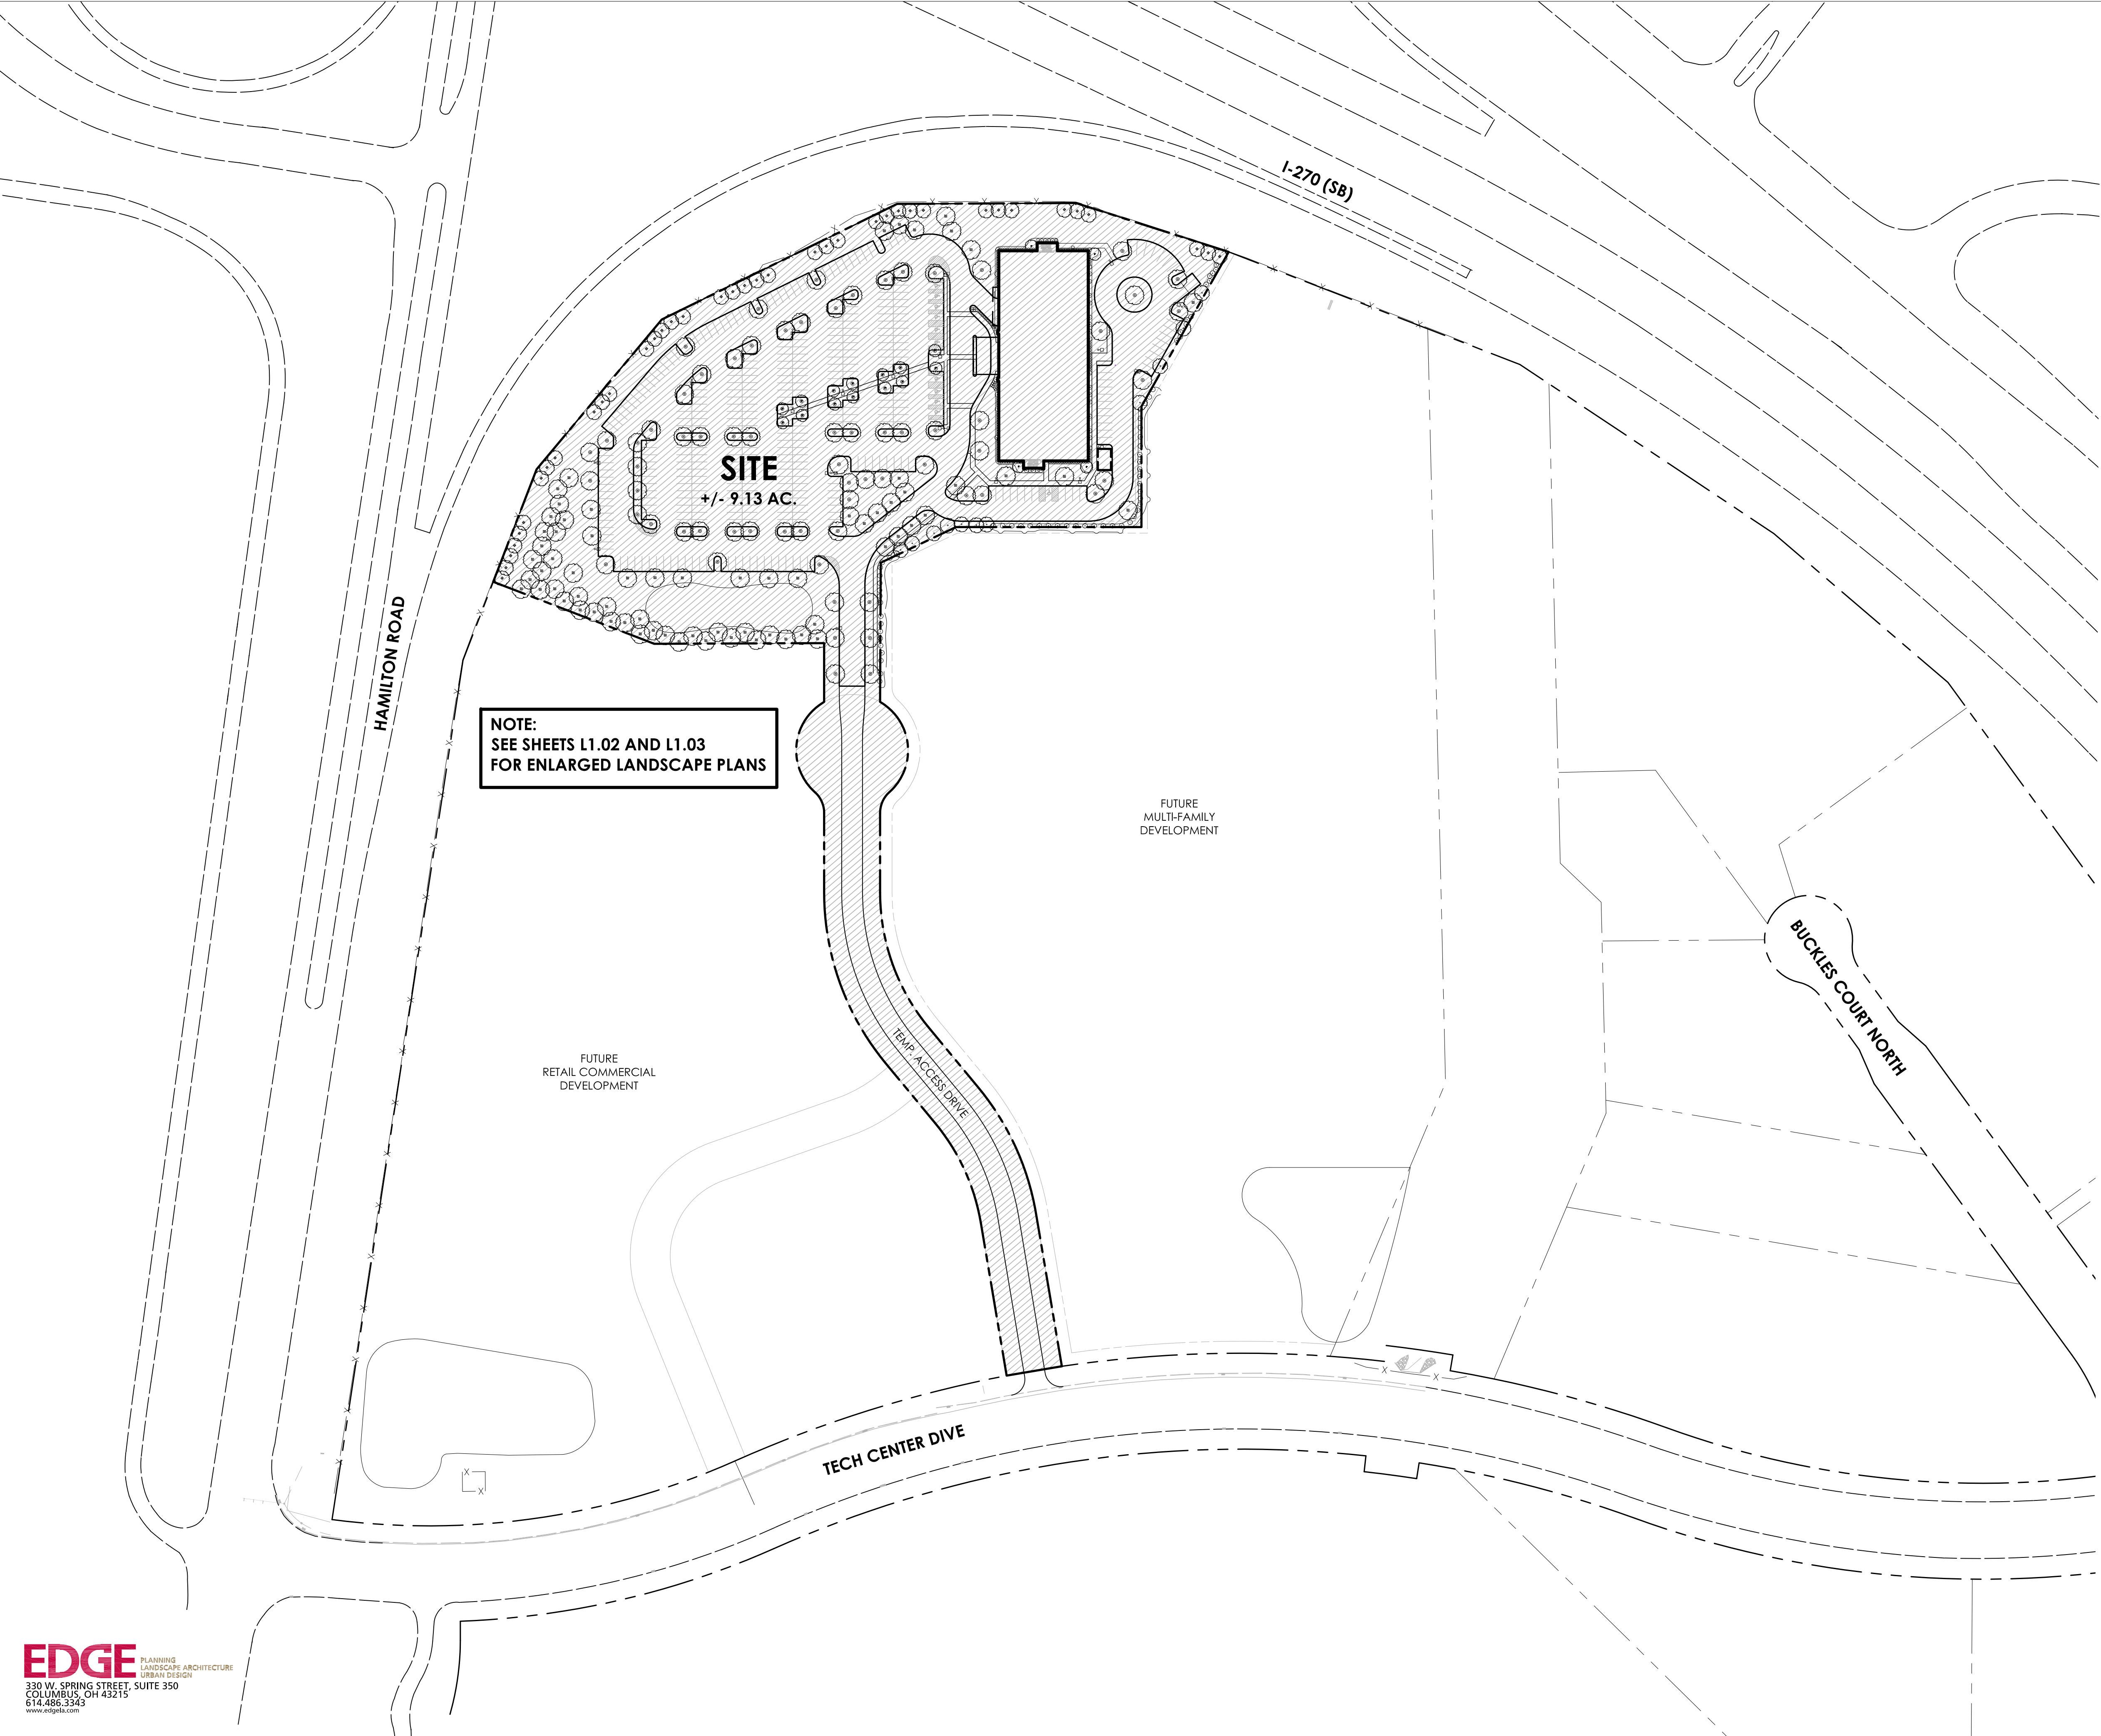 I-270 (SB)
SITE
+/- 9.13 AC.
HAMILTON ROAD
NOTE:
SEE SHEETS L1.02 AND L1.03
FOR ENLARGED LANDSCAPE PLANS
FUTURE
MULTI-FAMILY
DEVELOPMENT
BUCKLES COURT NORTH
FUTURE
RETAIL COMMERCIAL
DEVELOPMENT
TEMP. ACCESS DRIVE
TECH CENTER DIVE
EDGE
PLANNING
LANDSCAPE ARCHITECTURE
URBAN DESIGN
330 W. SPRING STREET, SUITE 350
COLUMBUS, OH 43215
614.486.3343
www.edgela.com